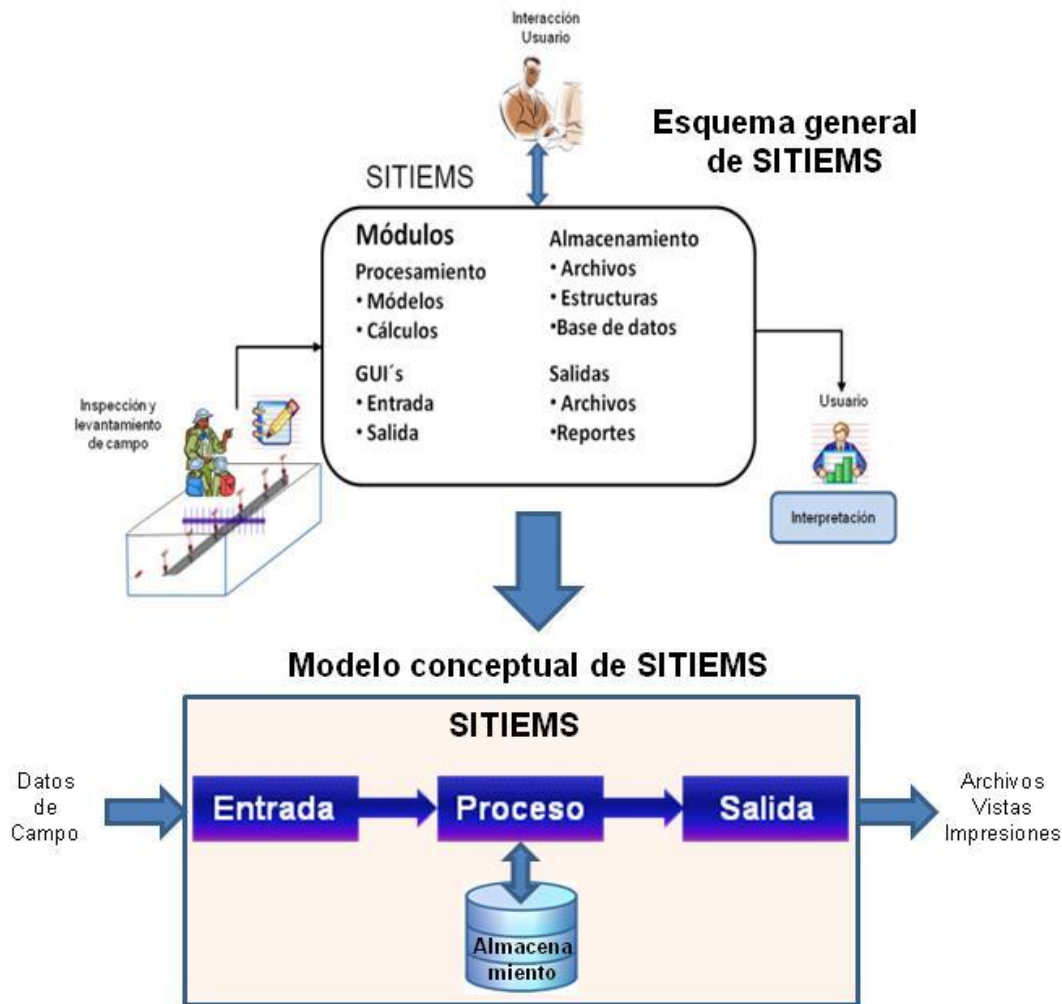 Interacción
Usuario
Esquema general
de SITIEMS
SITIEMS
Módulos
Procesamiento
• Módelos
• Cálculos
GUI´s
• Entrada
• Salida
Almacenamiento
• Archivos
• Estructuras
•Base de datos
Salidas
• Archivos
•Reportes
Inspección y
levantamiento
de campo
Usuario
Interpretación
Modelo conceptual de SITIEMS
SITIEMS
Datos
de
Campo
Entrada
Proceso
Salida
Almacena
miento
Archivos
Vistas
Impresiones